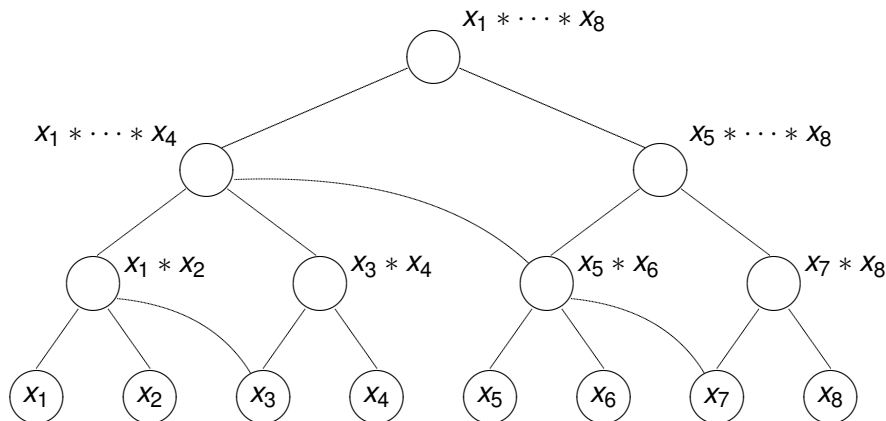 x₁ ∗ ⋯ ∗ x₈
x₁ ∗ ⋯ ∗ x₄
x₅ ∗ ⋯ ∗ x₈
x₁ ∗ x₂
x₃ ∗ x₄
x₅ ∗ x₆
x₇ ∗ x₈
x₁ x₂ x₃ x₄ x₅ x₆ x₇ x₈